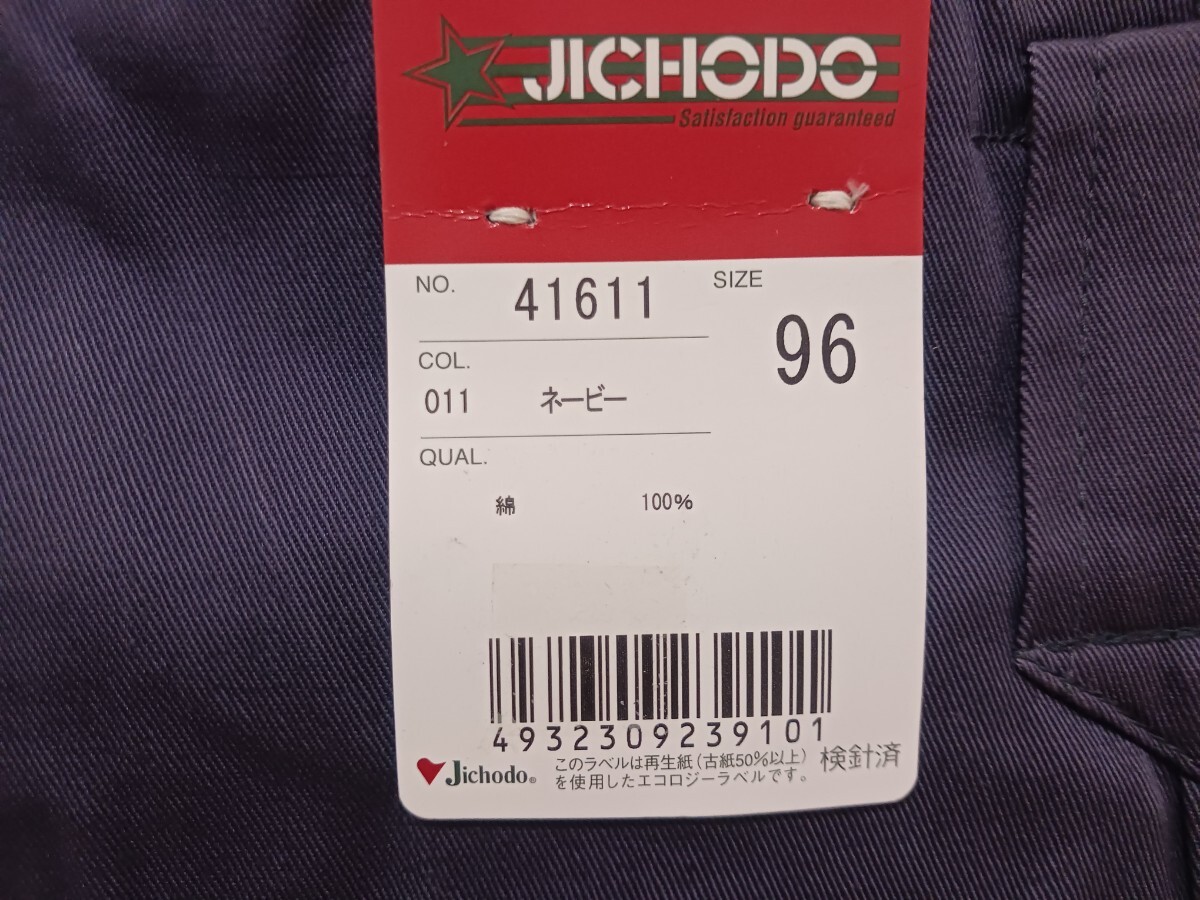 JICHODO
Satisfaction guaranteed
NO. 41611
SIZE
96
COL.
011 ネービー
QUAL.
綿 100%
4932309239101
Jichodo®
このラベルは再生紙(古紙50%以上)
を使用したエコロジーラベルです。
検針済